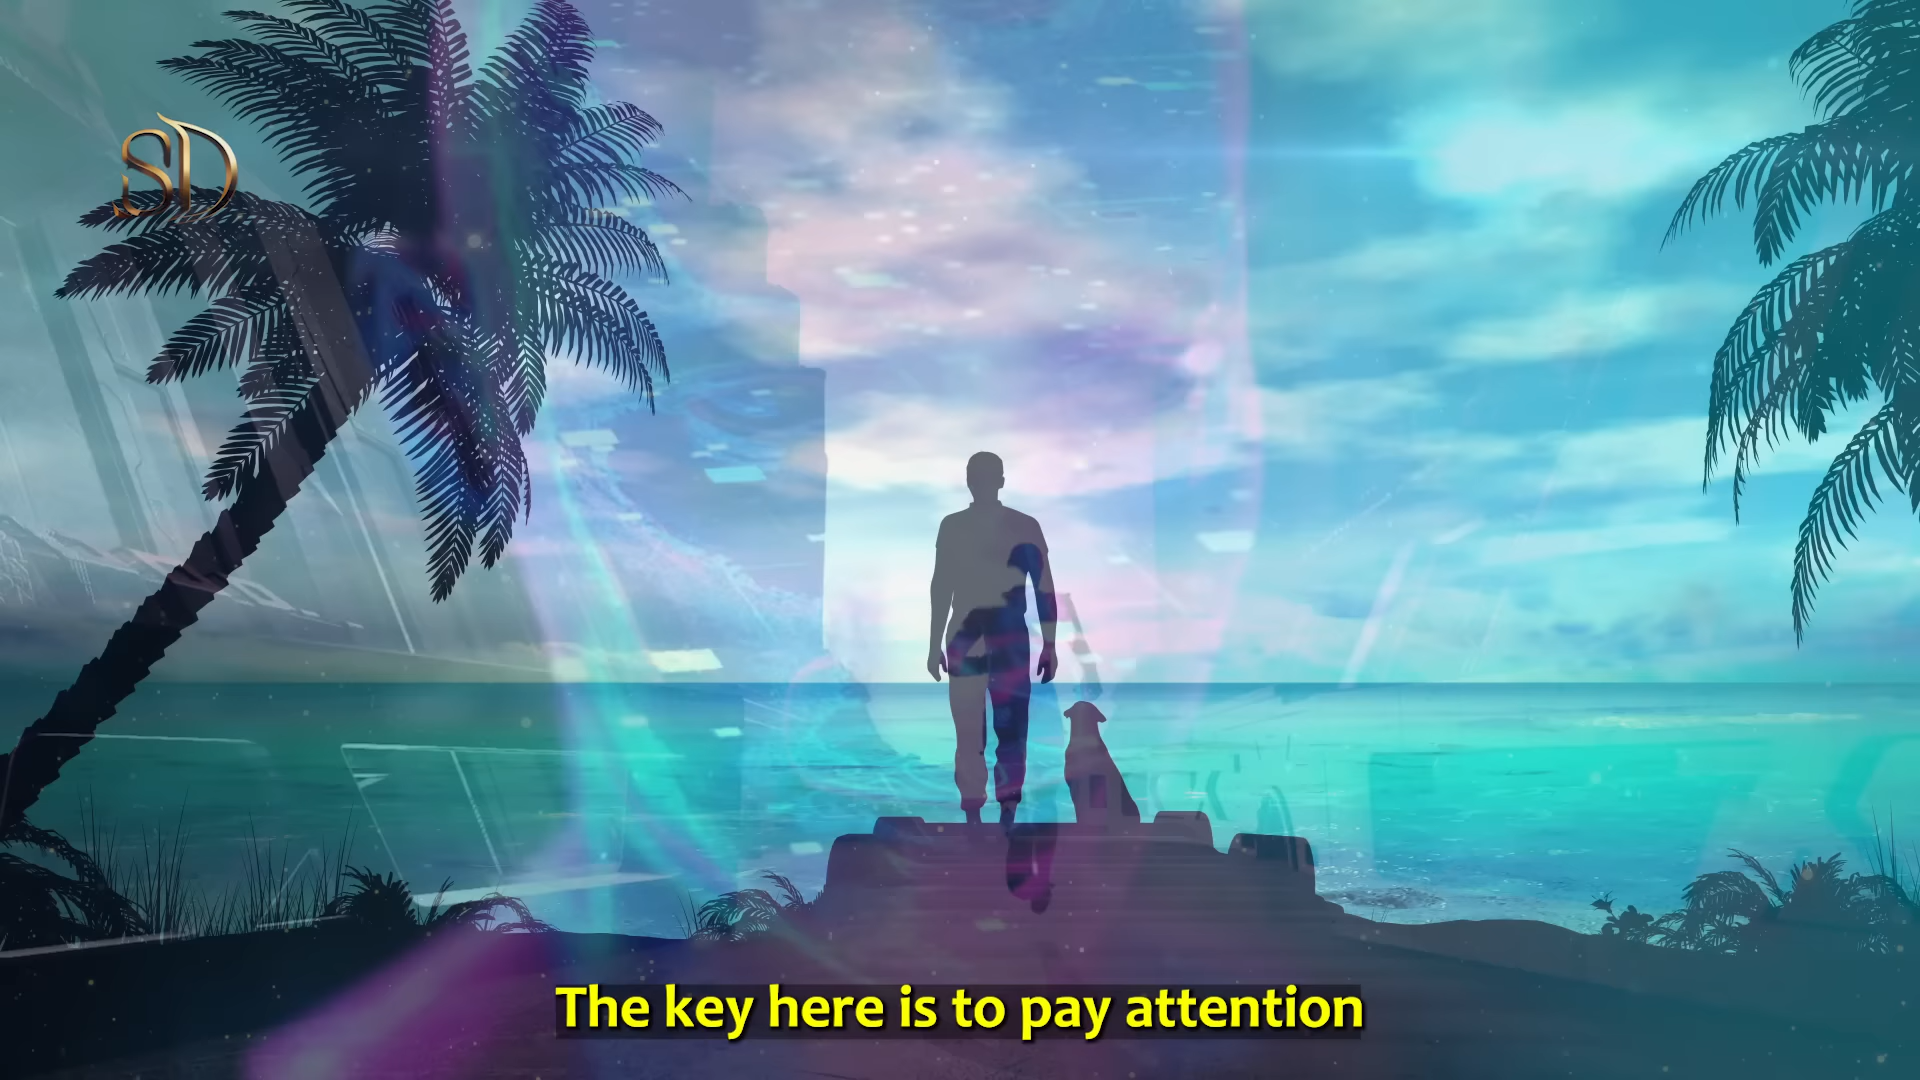 SD
The key here is to pay attention